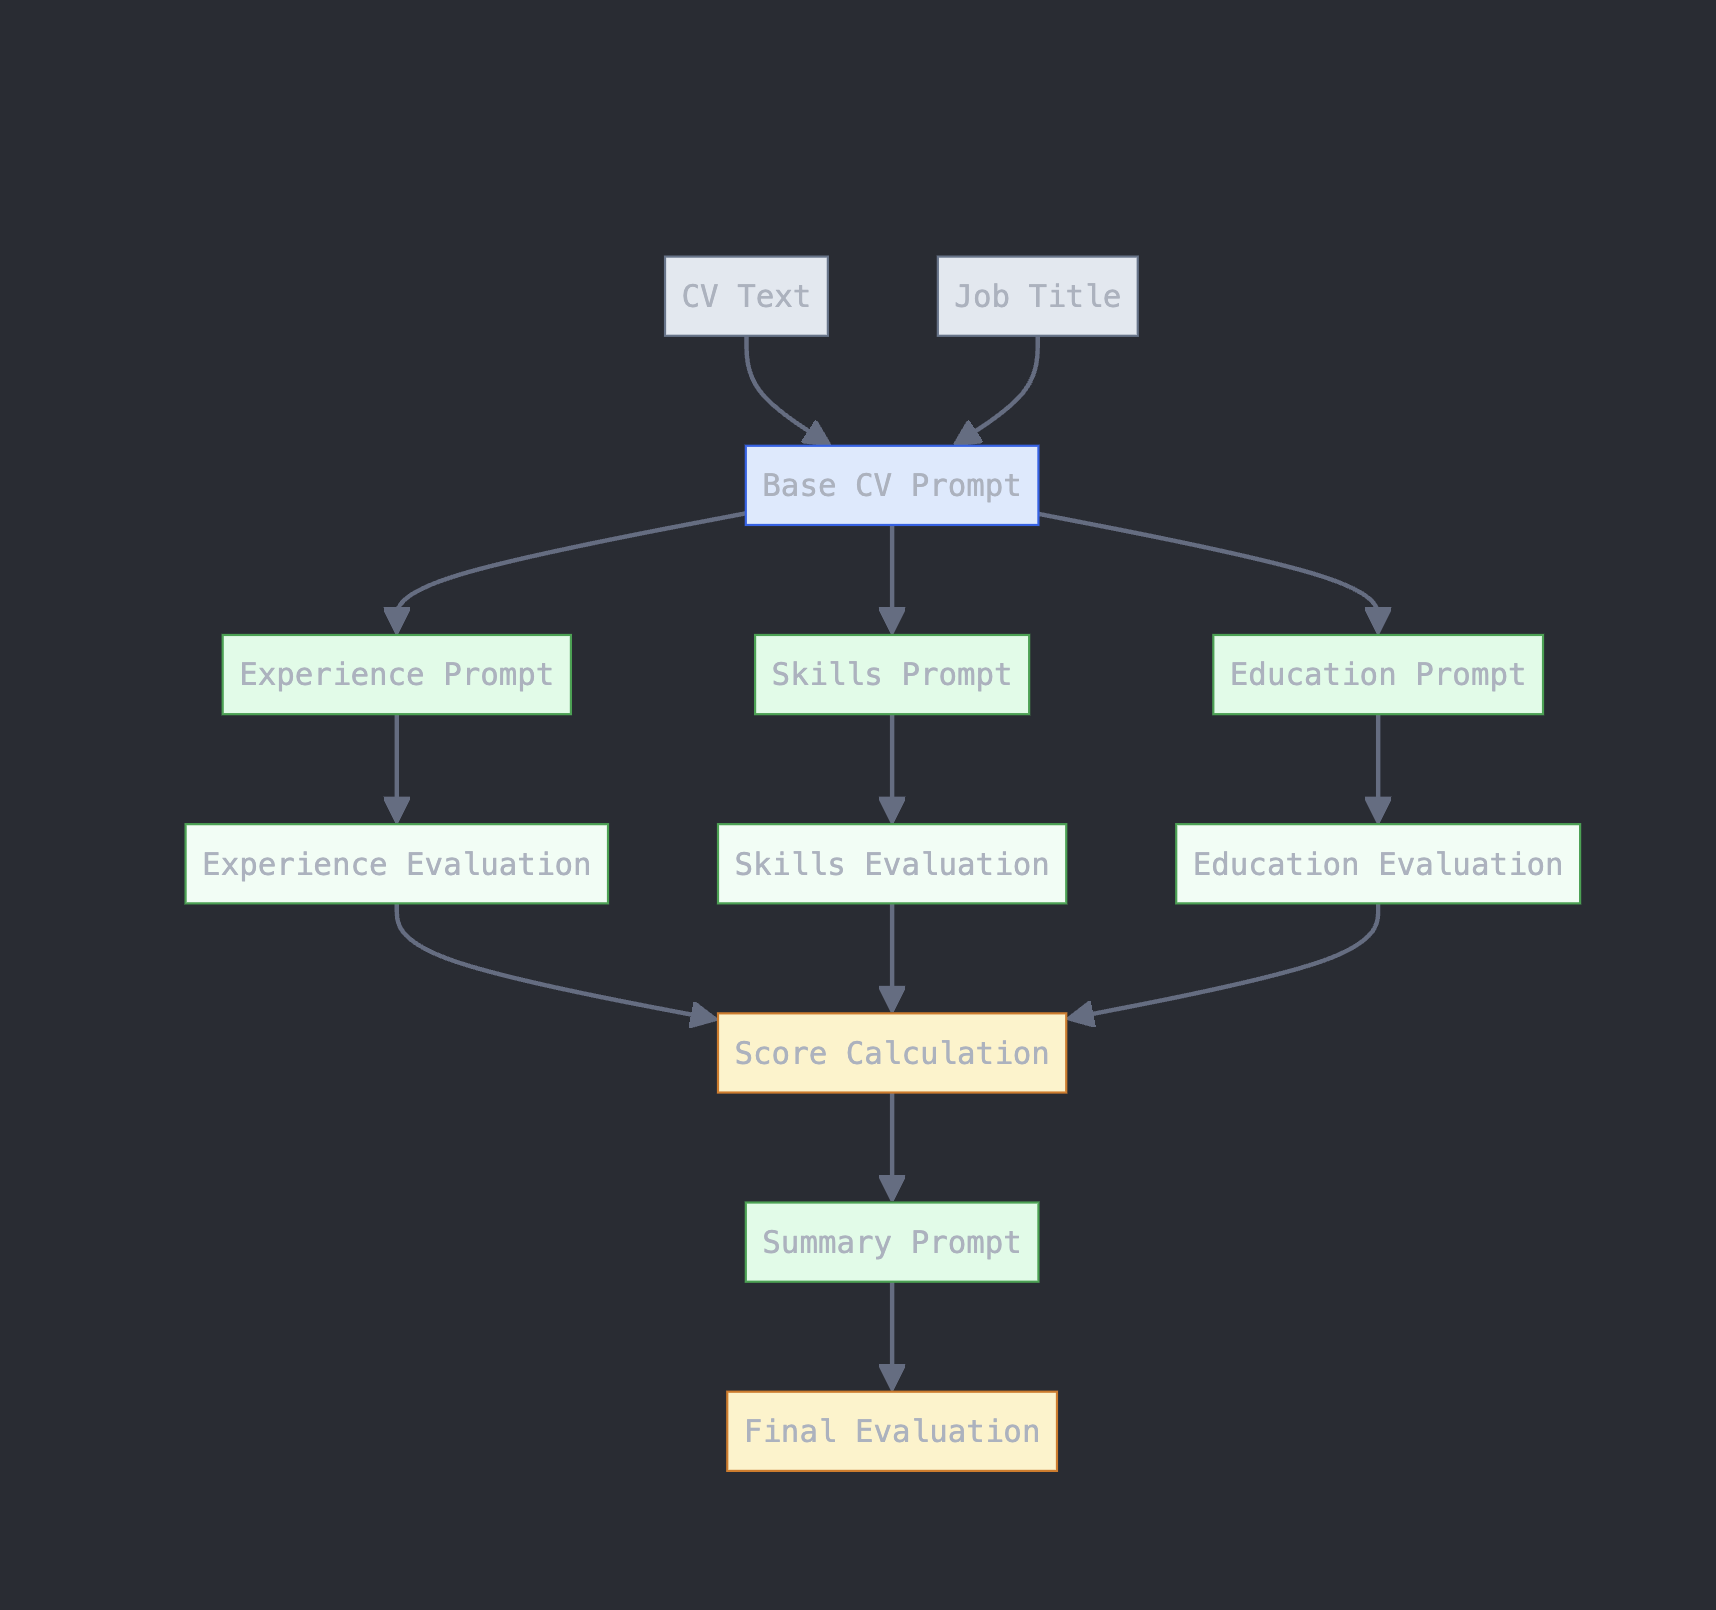 CV Text
Job Title
Base CV Prompt
Experience Prompt
Skills Prompt
Education Prompt
Experience Evaluation
Skills Evaluation
Education Evaluation
Score Calculation
Summary Prompt
Final Evaluation